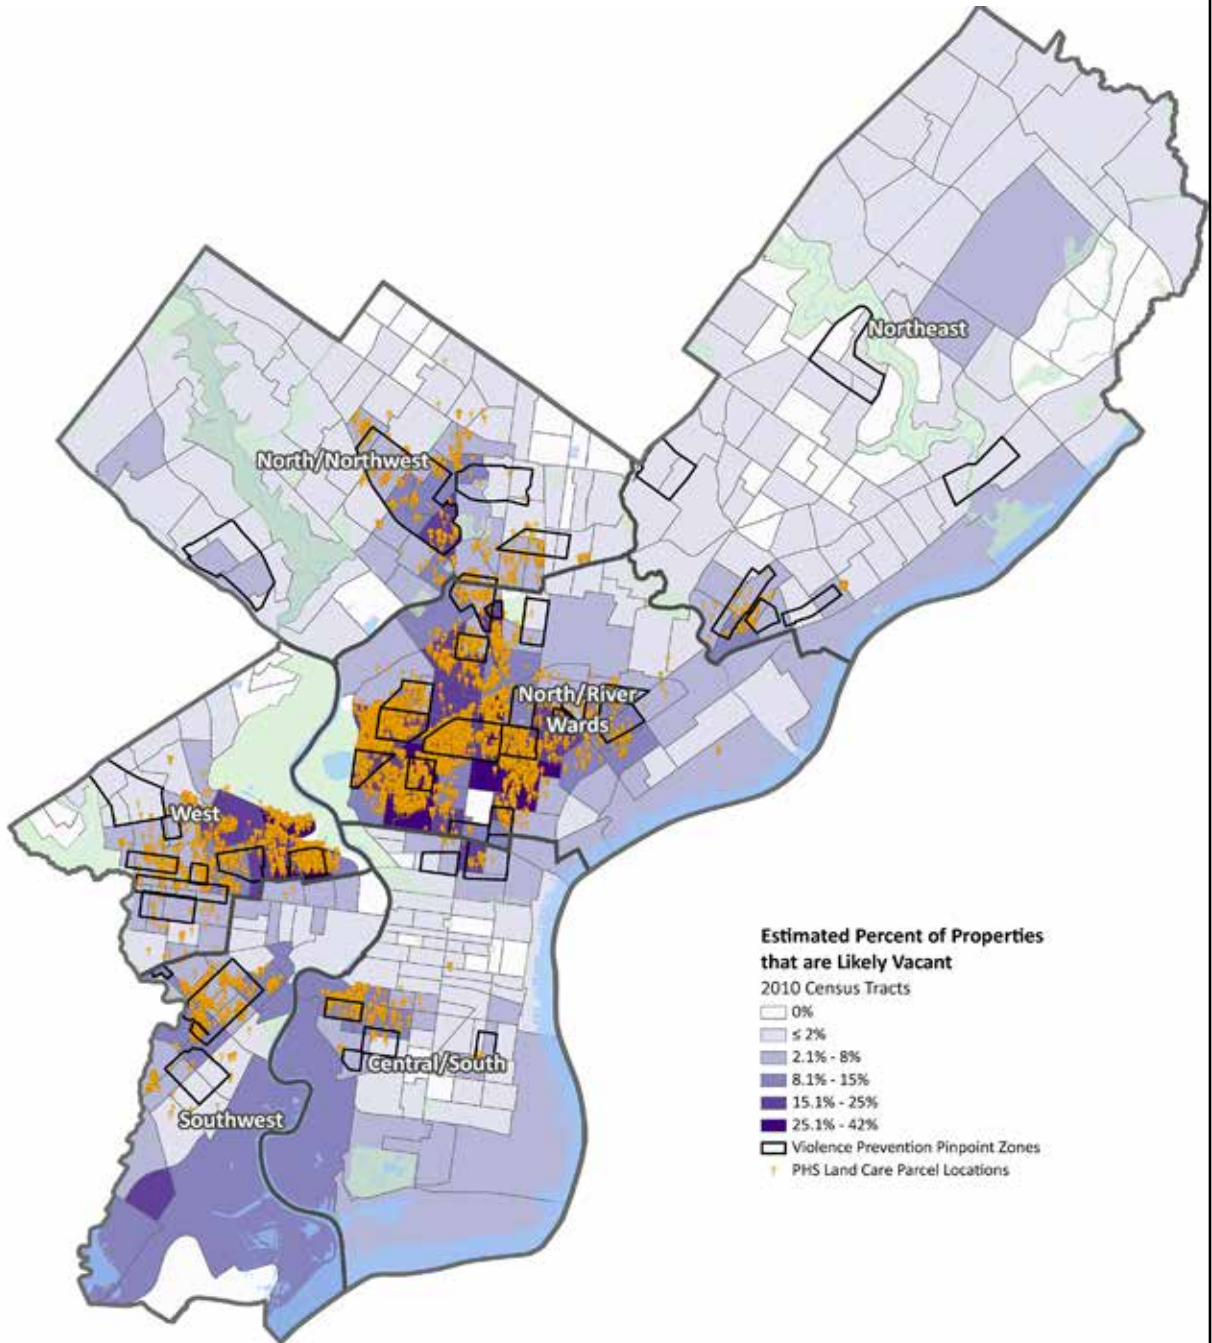 Northeast
North/Northwest
North/River
Wards
West
Central/South
Southwest
Estimated Percent of Properties
that are Likely Vacant
2010 Census Tracts
0%
≤ 2%
2.1% - 8%
8.1% - 15%
15.1% - 25%
25.1% - 42%
Violence Prevention Pinpoint Zones
PHS Land Care Parcel Locations